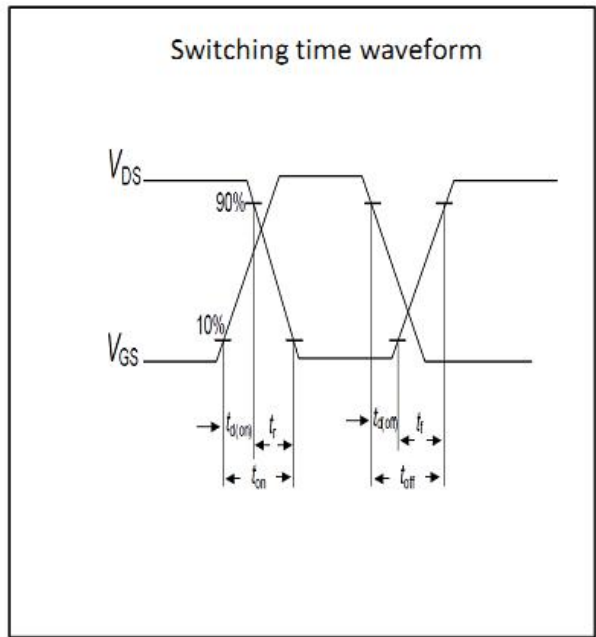 Switching time waveform
VDS
90%
10%
VGS
td(on)
tr
td(off)
tf
ton
toff